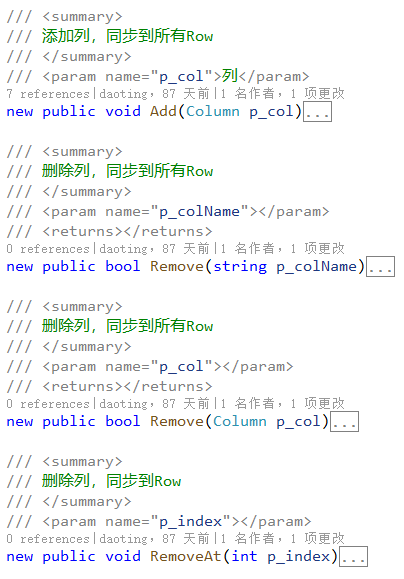 /// <summary>
/// 添加列，同步到所有Row
/// </summary>
/// <param name="p_col">列</param>
7 references|daoting，87 天前|1 名作者，1 项更改
new public void Add(Column p_col)...
/// <summary>
/// 删除列，同步到所有Row
/// </summary>
/// <param name="p_colName"></param>
/// <returns></returns>
0 references|daoting，87 天前|1 名作者，1 项更改
new public bool Remove(string p_colName)...
/// <summary>
/// 删除列，同步到所有Row
/// </summary>
/// <param name="p_col"></param>
/// <returns></returns>
0 references|daoting，87 天前|1 名作者，1 项更改
new public bool Remove(Column p_col)...
/// <summary>
/// 删除列，同步到Row
/// </summary>
/// <param name="p_index"></param>
0 references|daoting，87 天前|1 名作者，1 项更改
new public void RemoveAt(int p_index)...